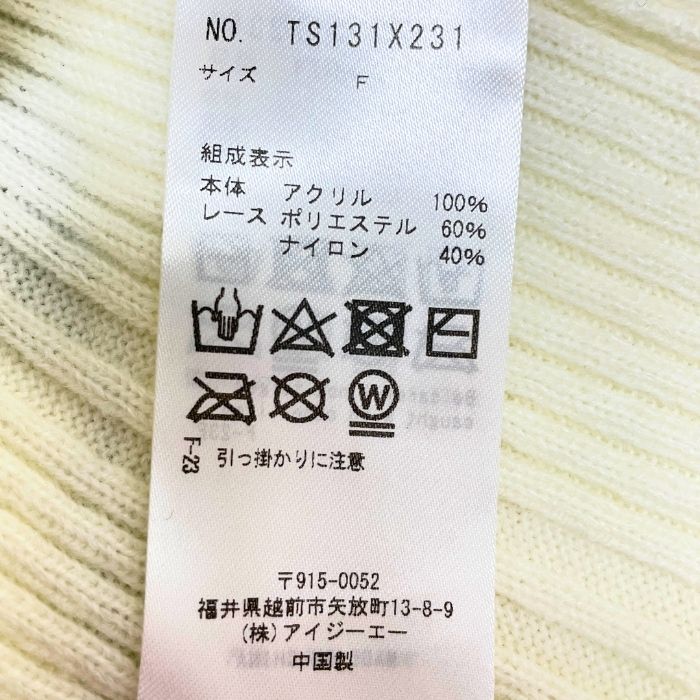 NO. TS131X231
サイズ F
組成表示
本体 アクリル 100%
レース ポリエステル 60%
ナイロン 40%
W
F-23 引っ掛かりに注意
〒915-0052
福井県越前市矢放町13-8-9
(株)アイジーエー
中国製